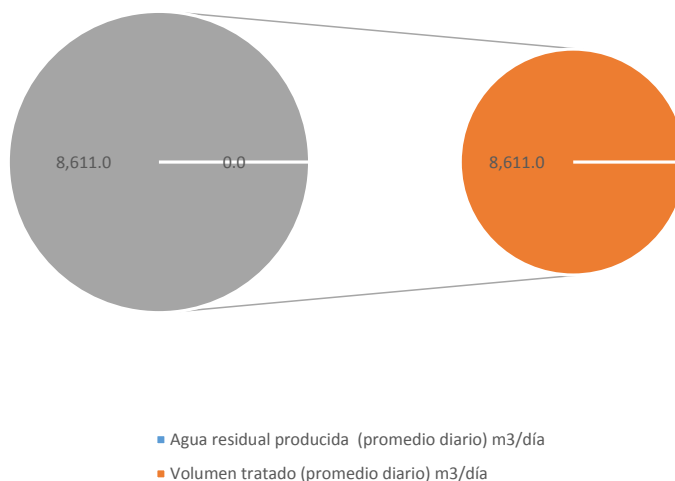 8,611.0
0.0
8,611.0
Agua residual producida (promedio diario) m3/día
Volumen tratado (promedio diario) m3/día